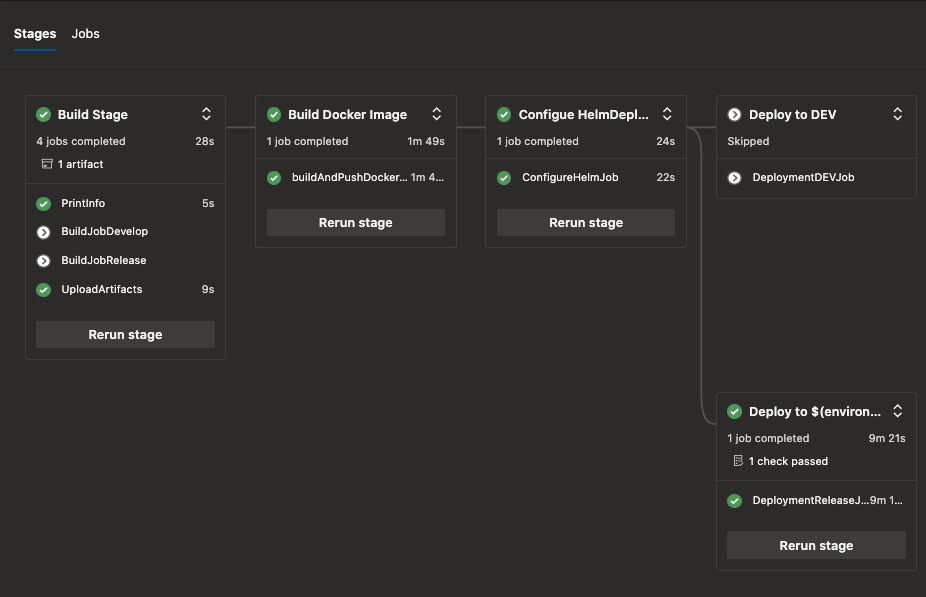 Stages Jobs
Build Stage
4 jobs completed 28s
1 artifact
PrintInfo 5s
BuildJobDevelop
BuildJobRelease
UploadArtifacts 9s
Rerun stage
Build Docker Image
1 job completed 1m 49s
buildAndPushDocker... 1m 4...
Rerun stage
Configure HelmDepl...
1 job completed 24s
ConfigureHelmJob 22s
Rerun stage
Deploy to DEV
Skipped
DeploymentDEVJob
Deploy to $(environ...
1 job completed 9m 21s
1 check passed
DeploymentReleaseJ...9m 1...
Rerun stage